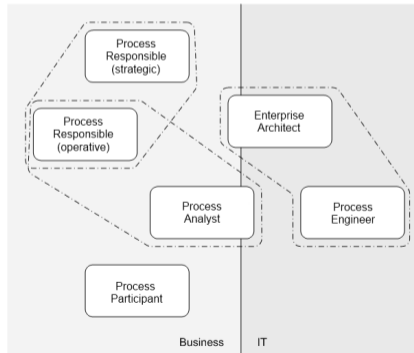 Process
Responsible
(strategic)
Enterprise
Architect
Process
Responsible
(operative)
Process
Analyst
Process
Engineer
Process
Participant
Business
IT